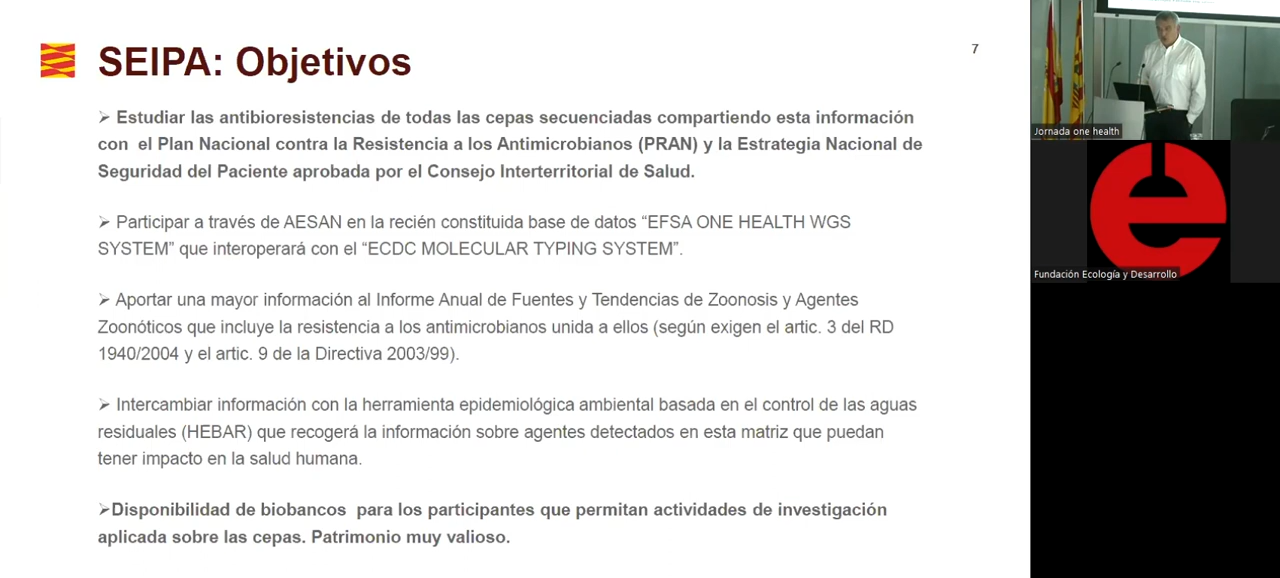 SEIPA: Objetivos
7
➢ Estudiar las antibioresistencias de todas las cepas secuenciadas compartiendo esta información
con el Plan Nacional contra la Resistencia a los Antimicrobianos (PRAN) y la Estrategia Nacional de
Seguridad del Paciente aprobada por el Consejo Interterritorial de Salud.
➢ Participar a través de AESAN en la recién constituida base de datos “EFSA ONE HEALTH WGS
SYSTEM” que interoperará con el “ECDC MOLECULAR TYPING SYSTEM”.
➢ Aportar una mayor información al Informe Anual de Fuentes y Tendencias de Zoonosis y Agentes
Zoonóticos que incluye la resistencia a los antimicrobianos unida a ellos (según exigen el artic. 3 del RD
1940/2004 y el artic. 9 de la Directiva 2003/99).
➢ Intercambiar información con la herramienta epidemiológica ambiental basada en el control de las aguas
residuales (HEBAR) que recogerá la información sobre agentes detectados en esta matriz que puedan
tener impacto en la salud humana.
➢Disponibilidad de biobancos para los participantes que permitan actividades de investigación
aplicada sobre las cepas. Patrimonio muy valioso.
Jornada one health
e
Fundación Ecología y Desarrollo